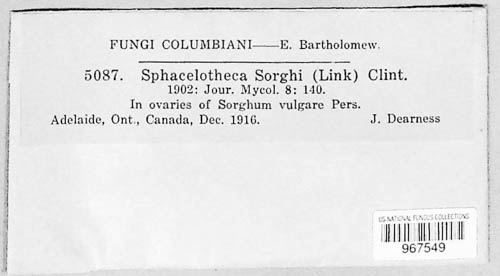 FUNGI COLUMBIANI—E. Bartholomew.
5087. Sphacelotheca Sorghi (Link) Clint.
1902: Jour. Mycol. 8: 140.
In ovaries of Sorghum vulgare Pers.
Adelaide, Ont., Canada, Dec. 1916. J. Dearness
US NATIONAL FUNGUS COLLECTIONS
967549